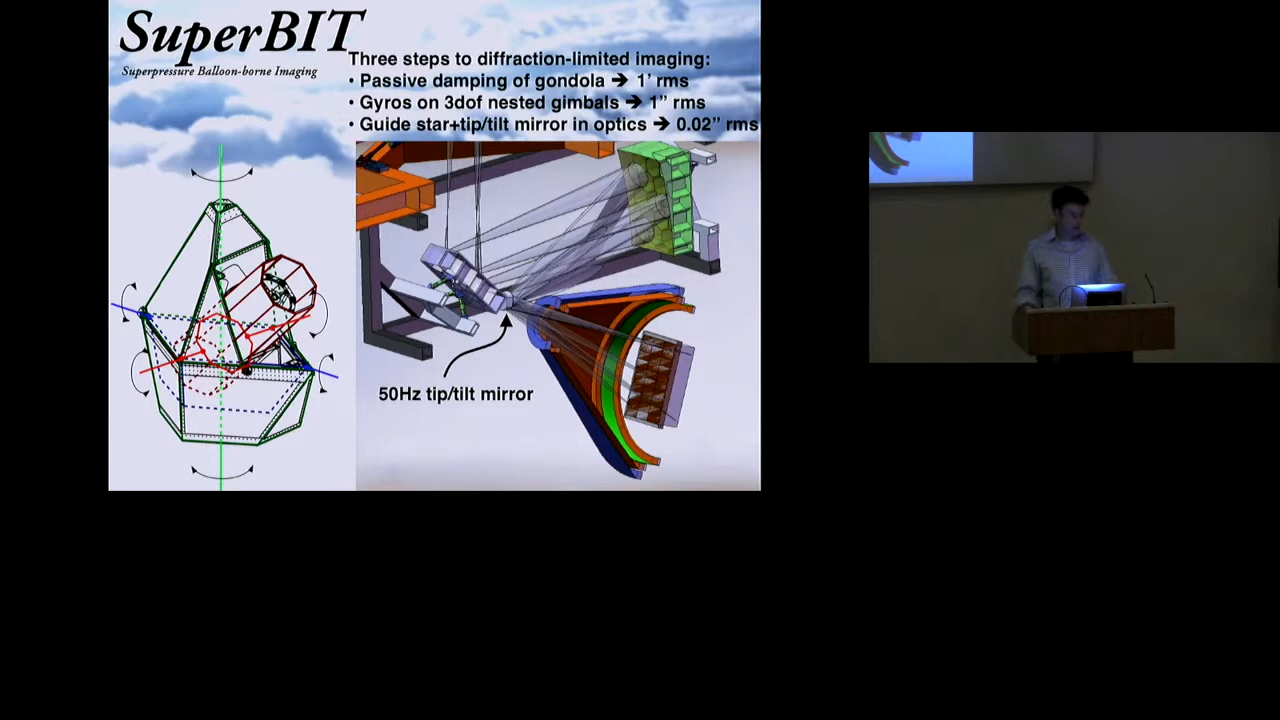 SuperBIT
Superpressure Balloon-borne Imaging
Three steps to diffraction-limited imaging:
• Passive damping of gondola ➔ 1’ rms
• Gyros on 3dof nested gimbals ➔ 1” rms
• Guide star+tip/tilt mirror in optics ➔ 0.02” rms
50Hz tip/tilt mirror